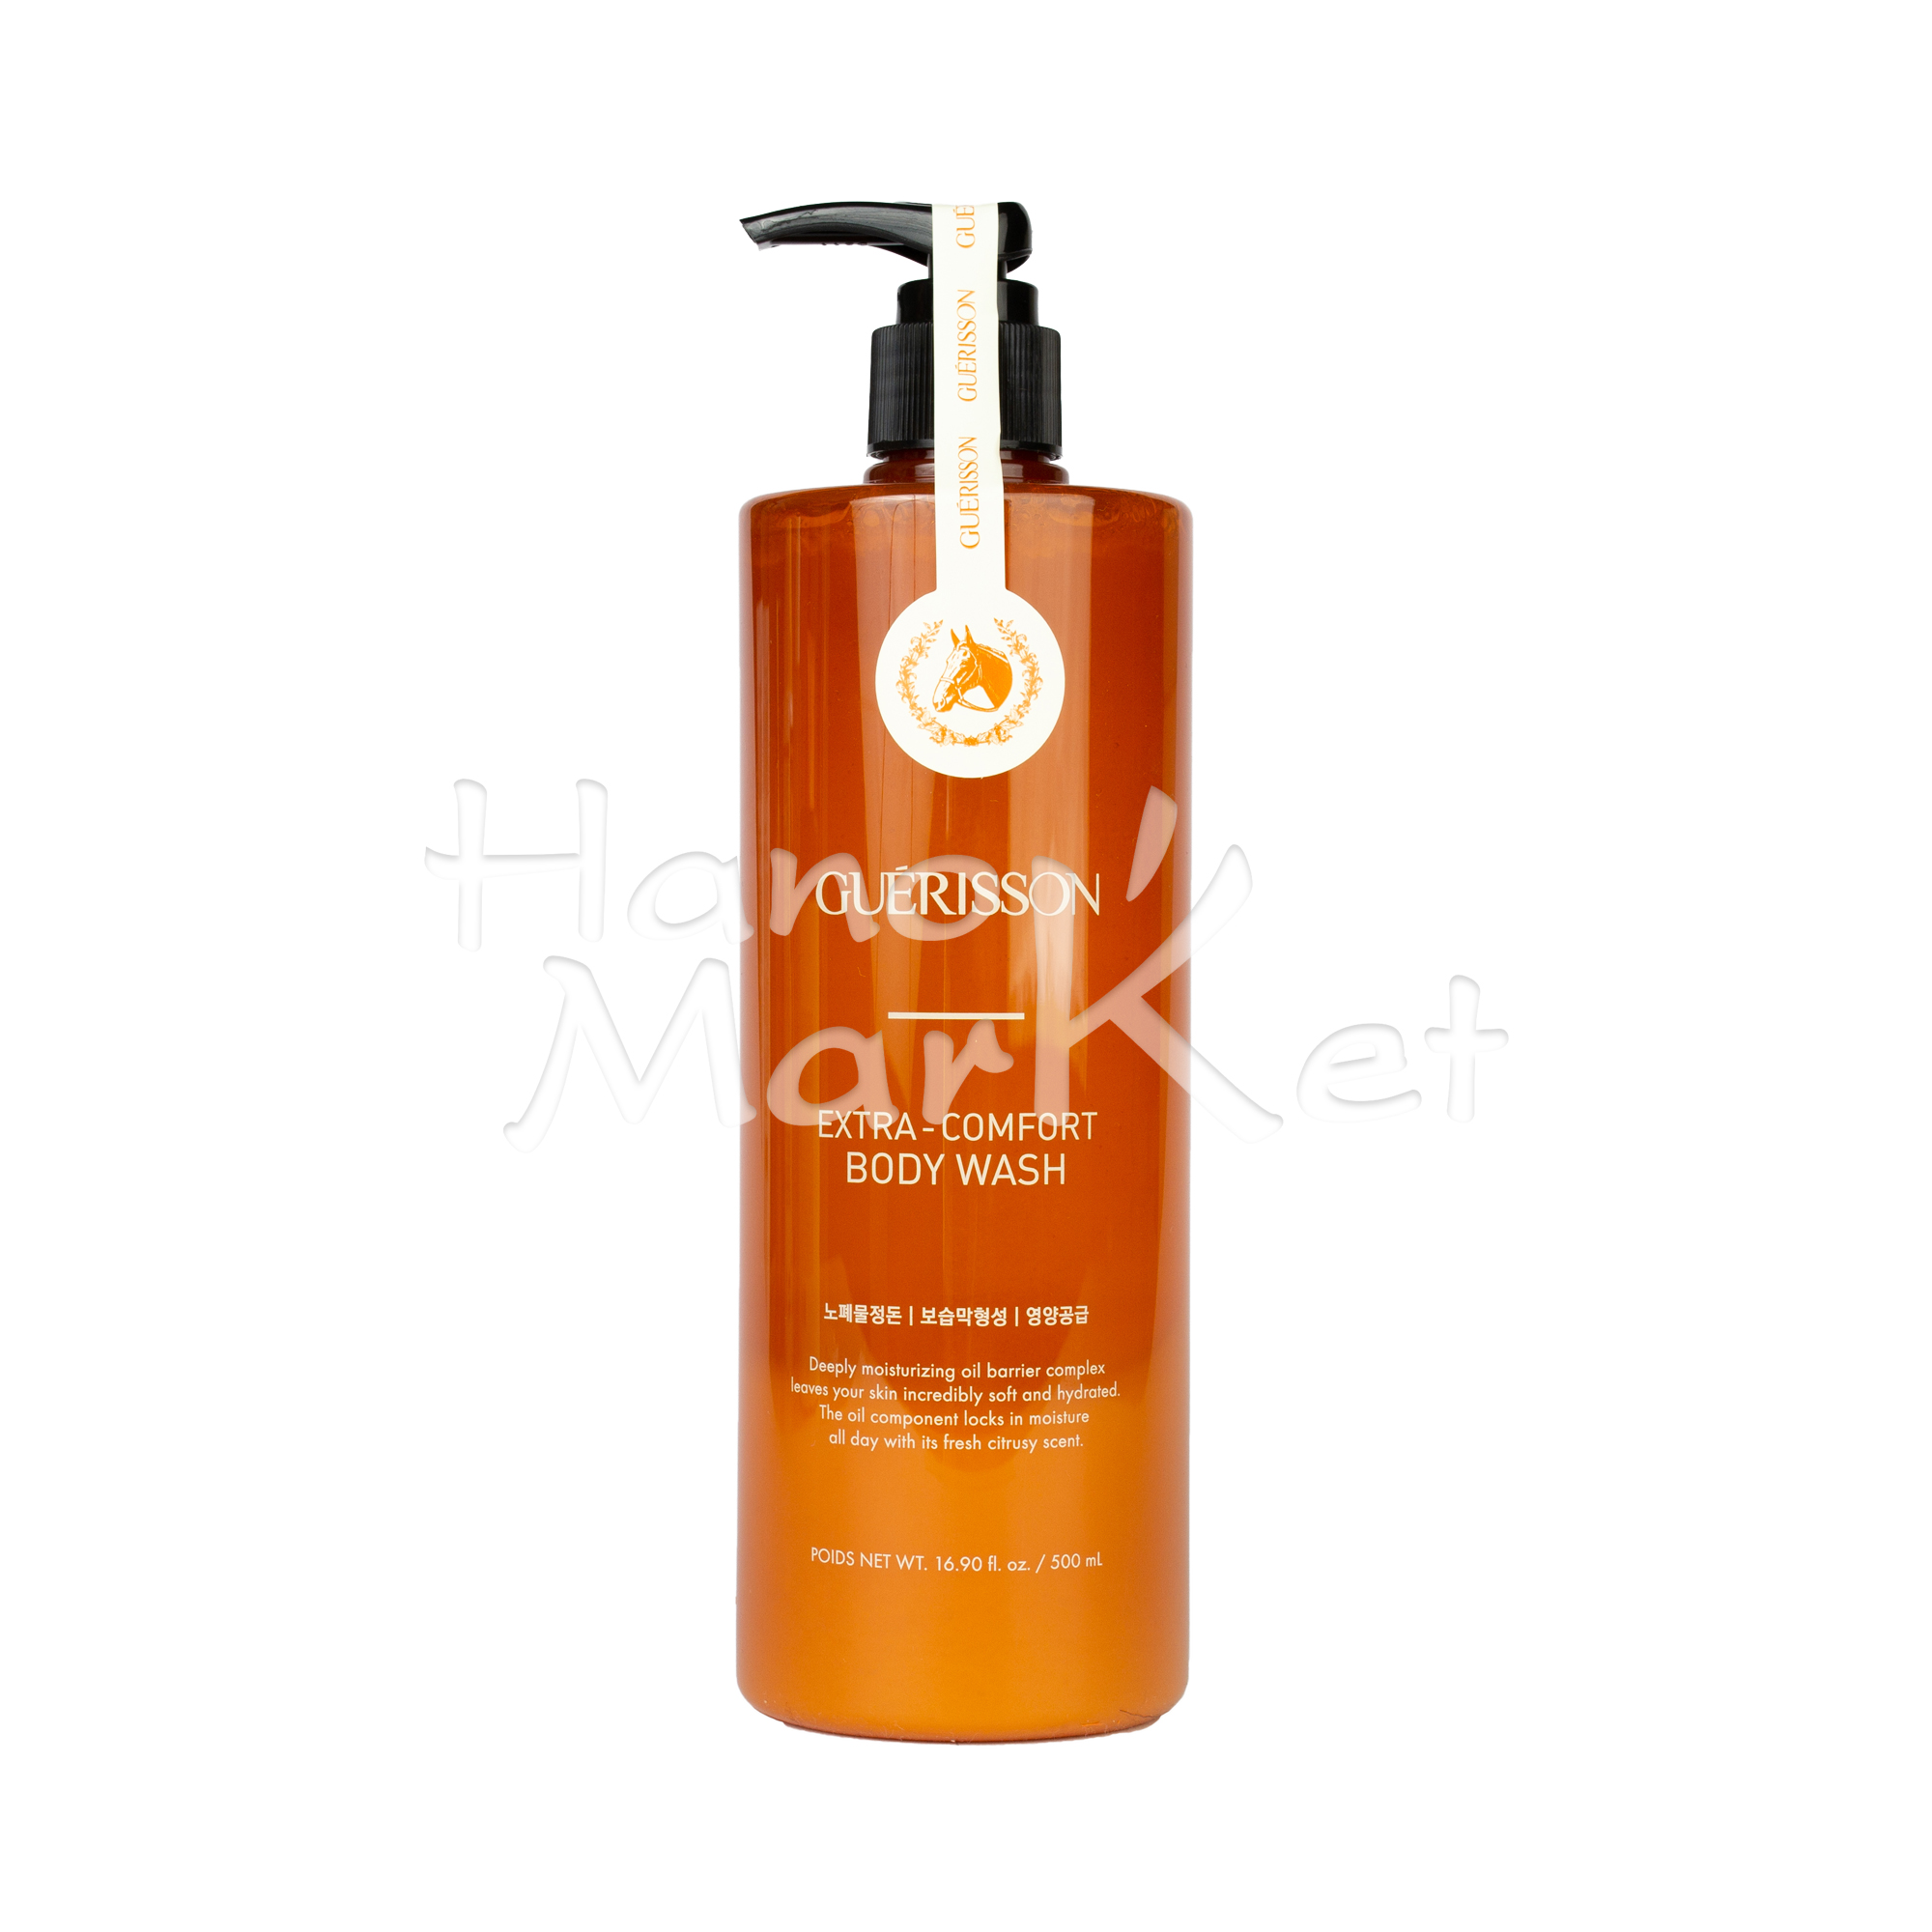 GUÉ
GUÉRISSON
GUÉRISSON
Hanok
Market
GUÉRISSON
EXTRA-COMFORT
BODY WASH
노폐물정돈 | 보습막형성 | 영양공급
Deeply moisturizing oil barrier complex
leaves your skin incredibly soft and hydrated.
The oil component locks in moisture
all day with its fresh citrusy scent.
POIDS NET WT. 16.90 fl. oz. / 500 mL